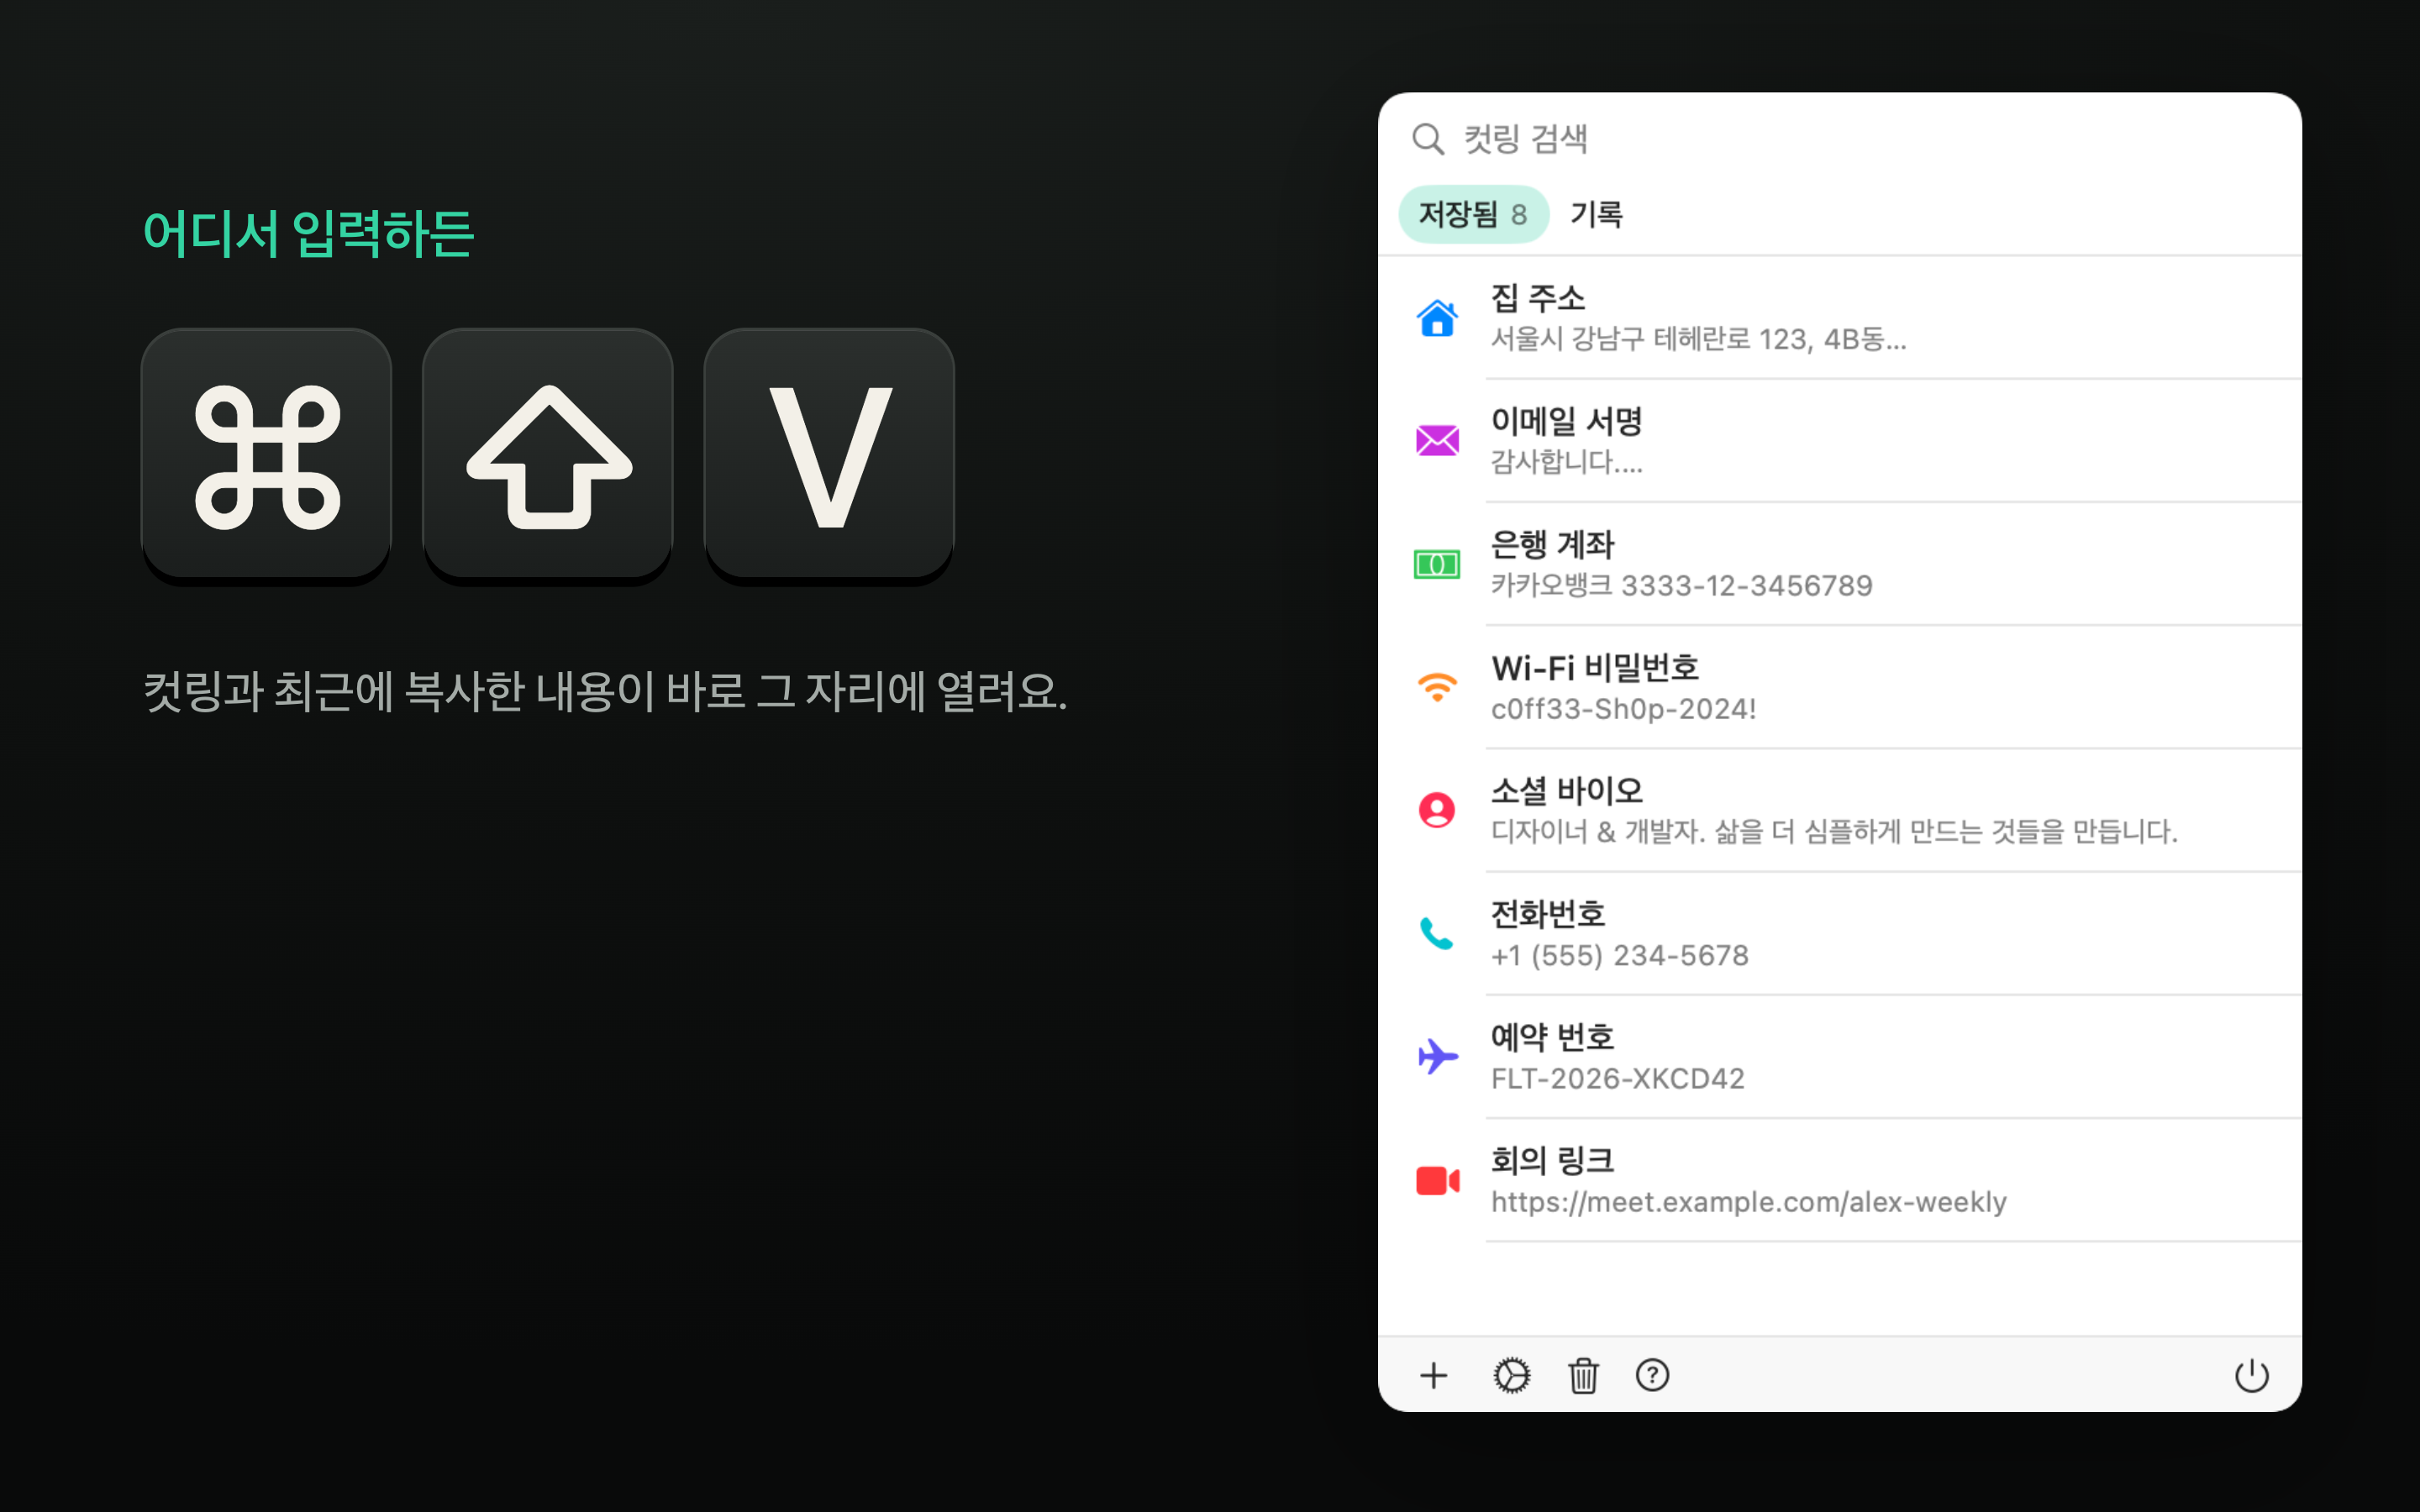 어디서 입력하든
⌘ ⇧ V
컷링과 최근에 복사한 내용이 바로 그 자리에 열려요.
컷링 검색
저장됨 8 기록
집 주소
서울시 강남구 테헤란로 123, 4B동...
이메일 서명
감사합니다....
은행 계좌
카카오뱅크 3333-12-3456789
Wi-Fi 비밀번호
c0ff33-Sh0p-2024!
소셜 바이오
디자이너 & 개발자. 삶을 더 심플하게 만드는 것들을 만듭니다.
전화번호
+1 (555) 234-5678
예약 번호
FLT-2026-XKCD42
회의 링크
https://meet.example.com/alex-weekly